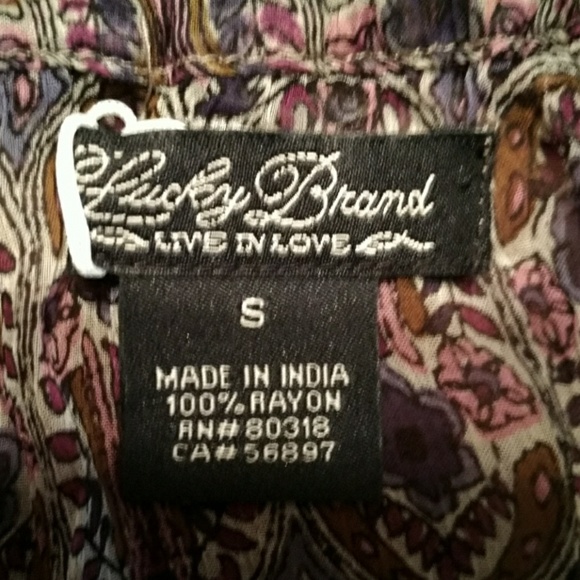 Lucky Brand
LIVE IN LOVE
S
MADE IN INDIA
100% RAYON
RN# 80318
CA# 56897